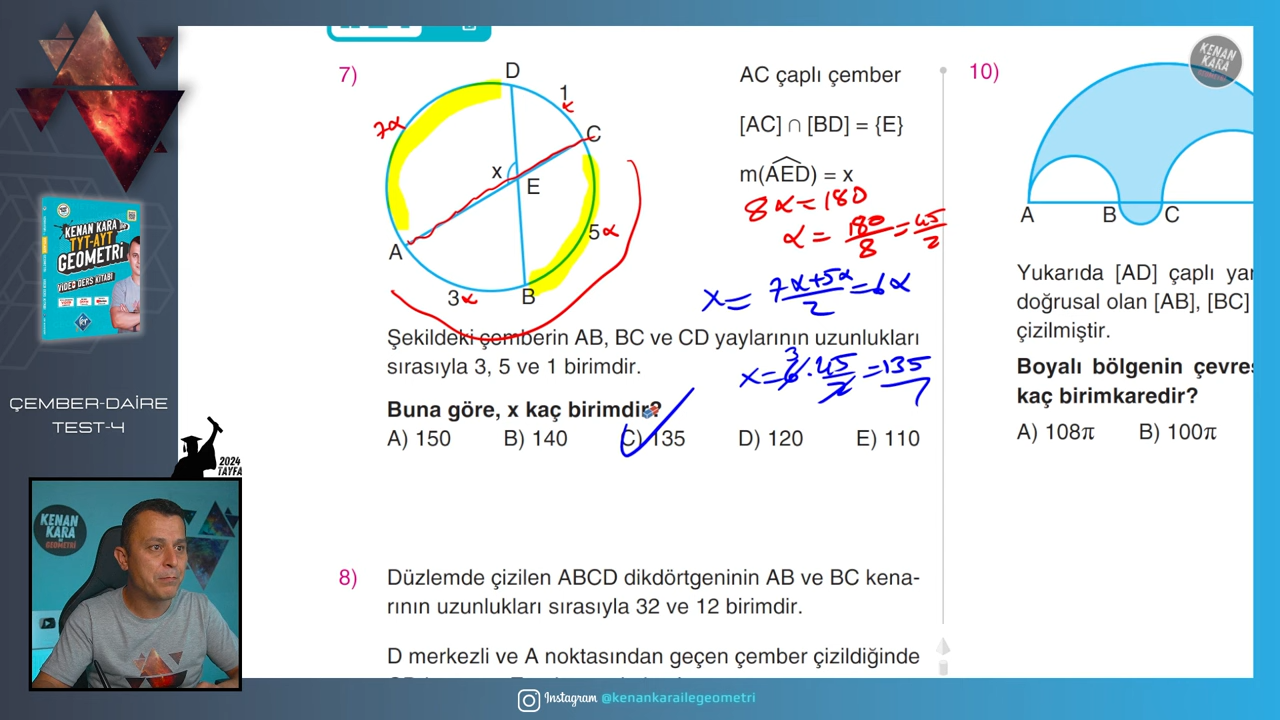 7)
D
1
α
C
7α
x
E
5α
A
3α
B
AC çaplı çember
[AC] ∩ [BD] = {E}
m(AED) = x
8α = 180
α = 180/8 = 45/2
x = 7α+5α/2 = 6α
x = 6 . 45/2 = 135
3
Şekildeki çemberin AB, BC ve CD yaylarının uzunlukları
sırasıyla 3, 5 ve 1 birimdir.
Buna göre, x kaç birimdir?
A) 150 B) 140 C) 135 D) 120 E) 110
8) Düzlemde çizilen ABCD dikdörtgeninin AB ve BC kena-
rının uzunlukları sırasıyla 32 ve 12 birimdir.
D merkezli ve A noktasından geçen çember çizildiğinde
10)
KENAN
KARA
GEOMETRİ
A B C
Yukarıda [AD] çaplı yar
doğrusal olan [AB], [BC]
çizilmiştir.
Boyalı bölgenin çevres
kaç birimkaredir?
A) 108π B) 100π
KENAN KARA
TYT-AYT
GEOMETRİ
VİDEO DERS KİTABI
ÇEMBER-DAİRE
TEST-4
2024
TAYFA
KENAN
KARA
GEOMETRİ
Instagram @kenankarailegeometri